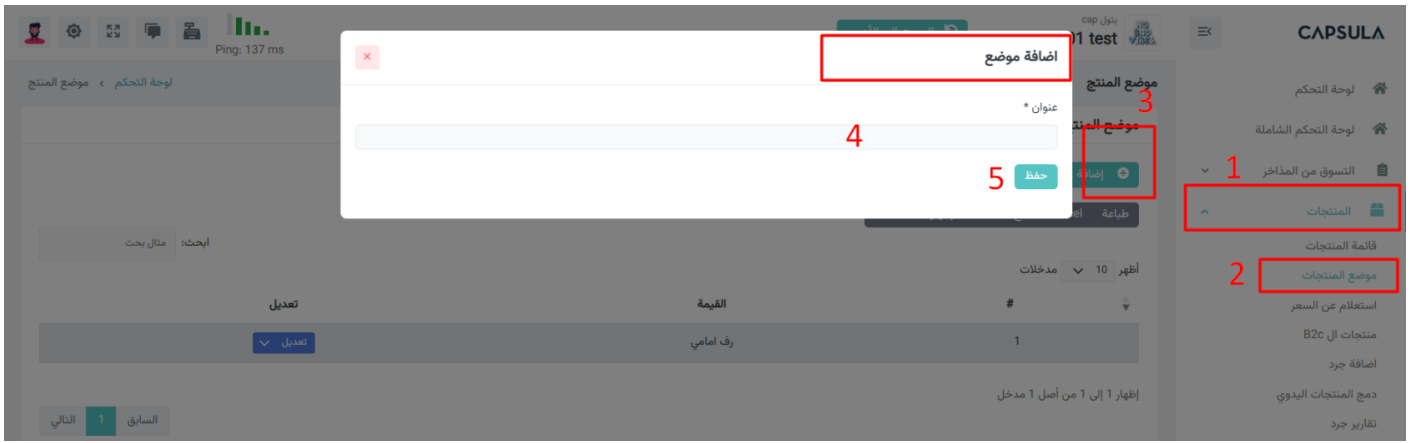 CAPSULA
بتول cap
01 test
Ping: 137 ms
اضافة موضع
×
عنوان *
4
5
حفظ
موضع المنتج
لوحة التحكم › موضع المنتج
3
إضافة
طباعة
ابحث:
مثال بحث
أظهر 10 مدخلات
#
القيمة
تعديل
1
رف امامي
تعديل
إظهار 1 إلى 1 من أصل 1 مدخل
السابق
1
التالي
لوحة التحكم
لوحة التحكم الشاملة
التسوق من المذاخر
1
المنتجات
قائمة المنتجات
2
موضع المنتجات
استعلام عن السعر
منتجات ال B2c
اضافة جرد
دمج المنتجات اليدوي
تقارير جرد